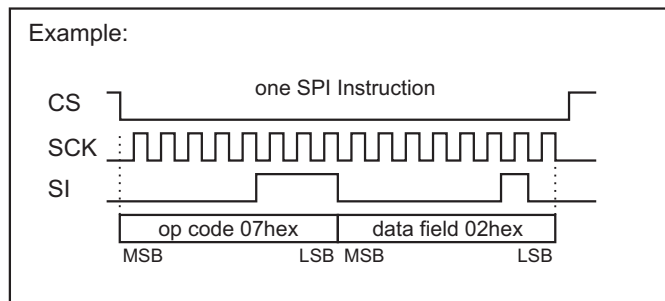 Example:
one SPI Instruction
CS
SCK
SI
op code 07hex data field 02hex
MSB LSB MSB LSB